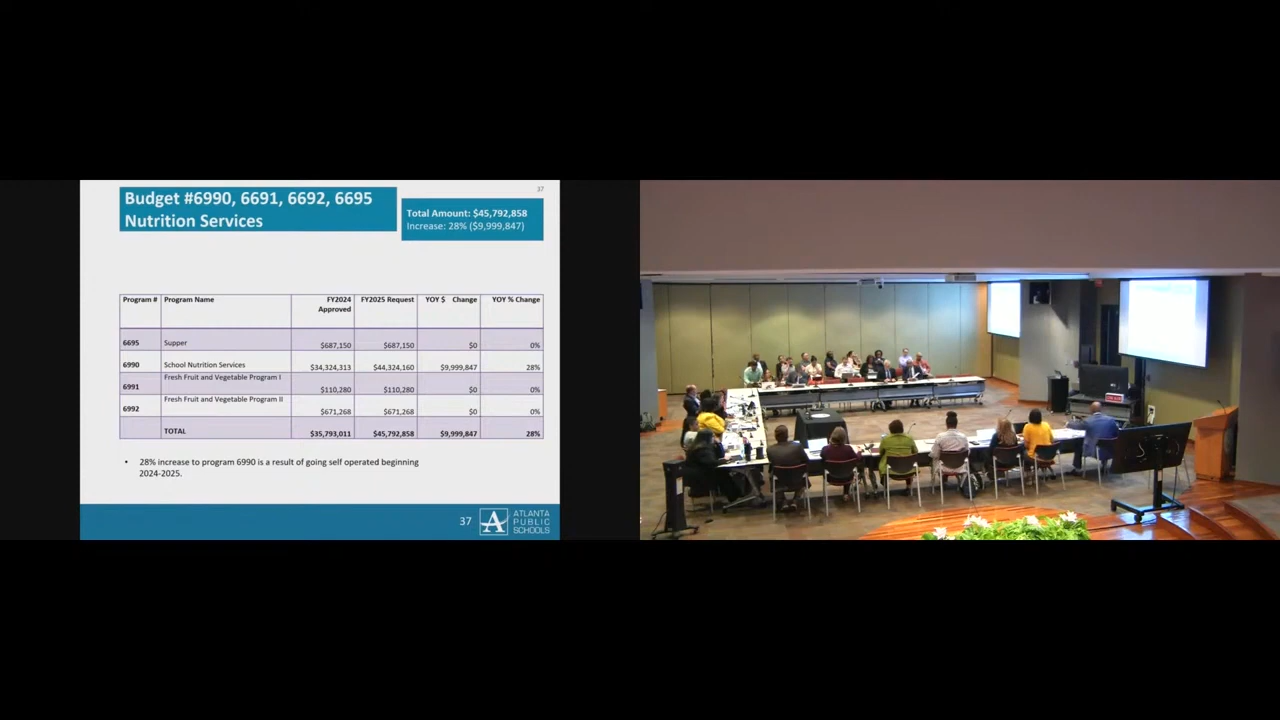 Budget #6990, 6691, 6692, 6695
Nutrition Services
37
Total Amount: $45,792,858
Increase: 28% ($9,999,847)
Program # Program Name FY2024 Approved FY2025 Request YOY $ Change YOY % Change
6695 Supper $687,150 $687,150 $0 0%
6990 School Nutrition Services $34,324,313 $44,324,160 $9,999,847 28%
6991 Fresh Fruit and Vegetable Program I $110,280 $110,280 $0 0%
6992 Fresh Fruit and Vegetable Program II $671,268 $671,268 $0 0%
TOTAL $35,793,011 $45,792,858 $9,999,847 28%
• 28% increase to program 6990 is a result of going self operated beginning
2024-2025.
37
ATLANTA
PUBLIC
SCHOOLS